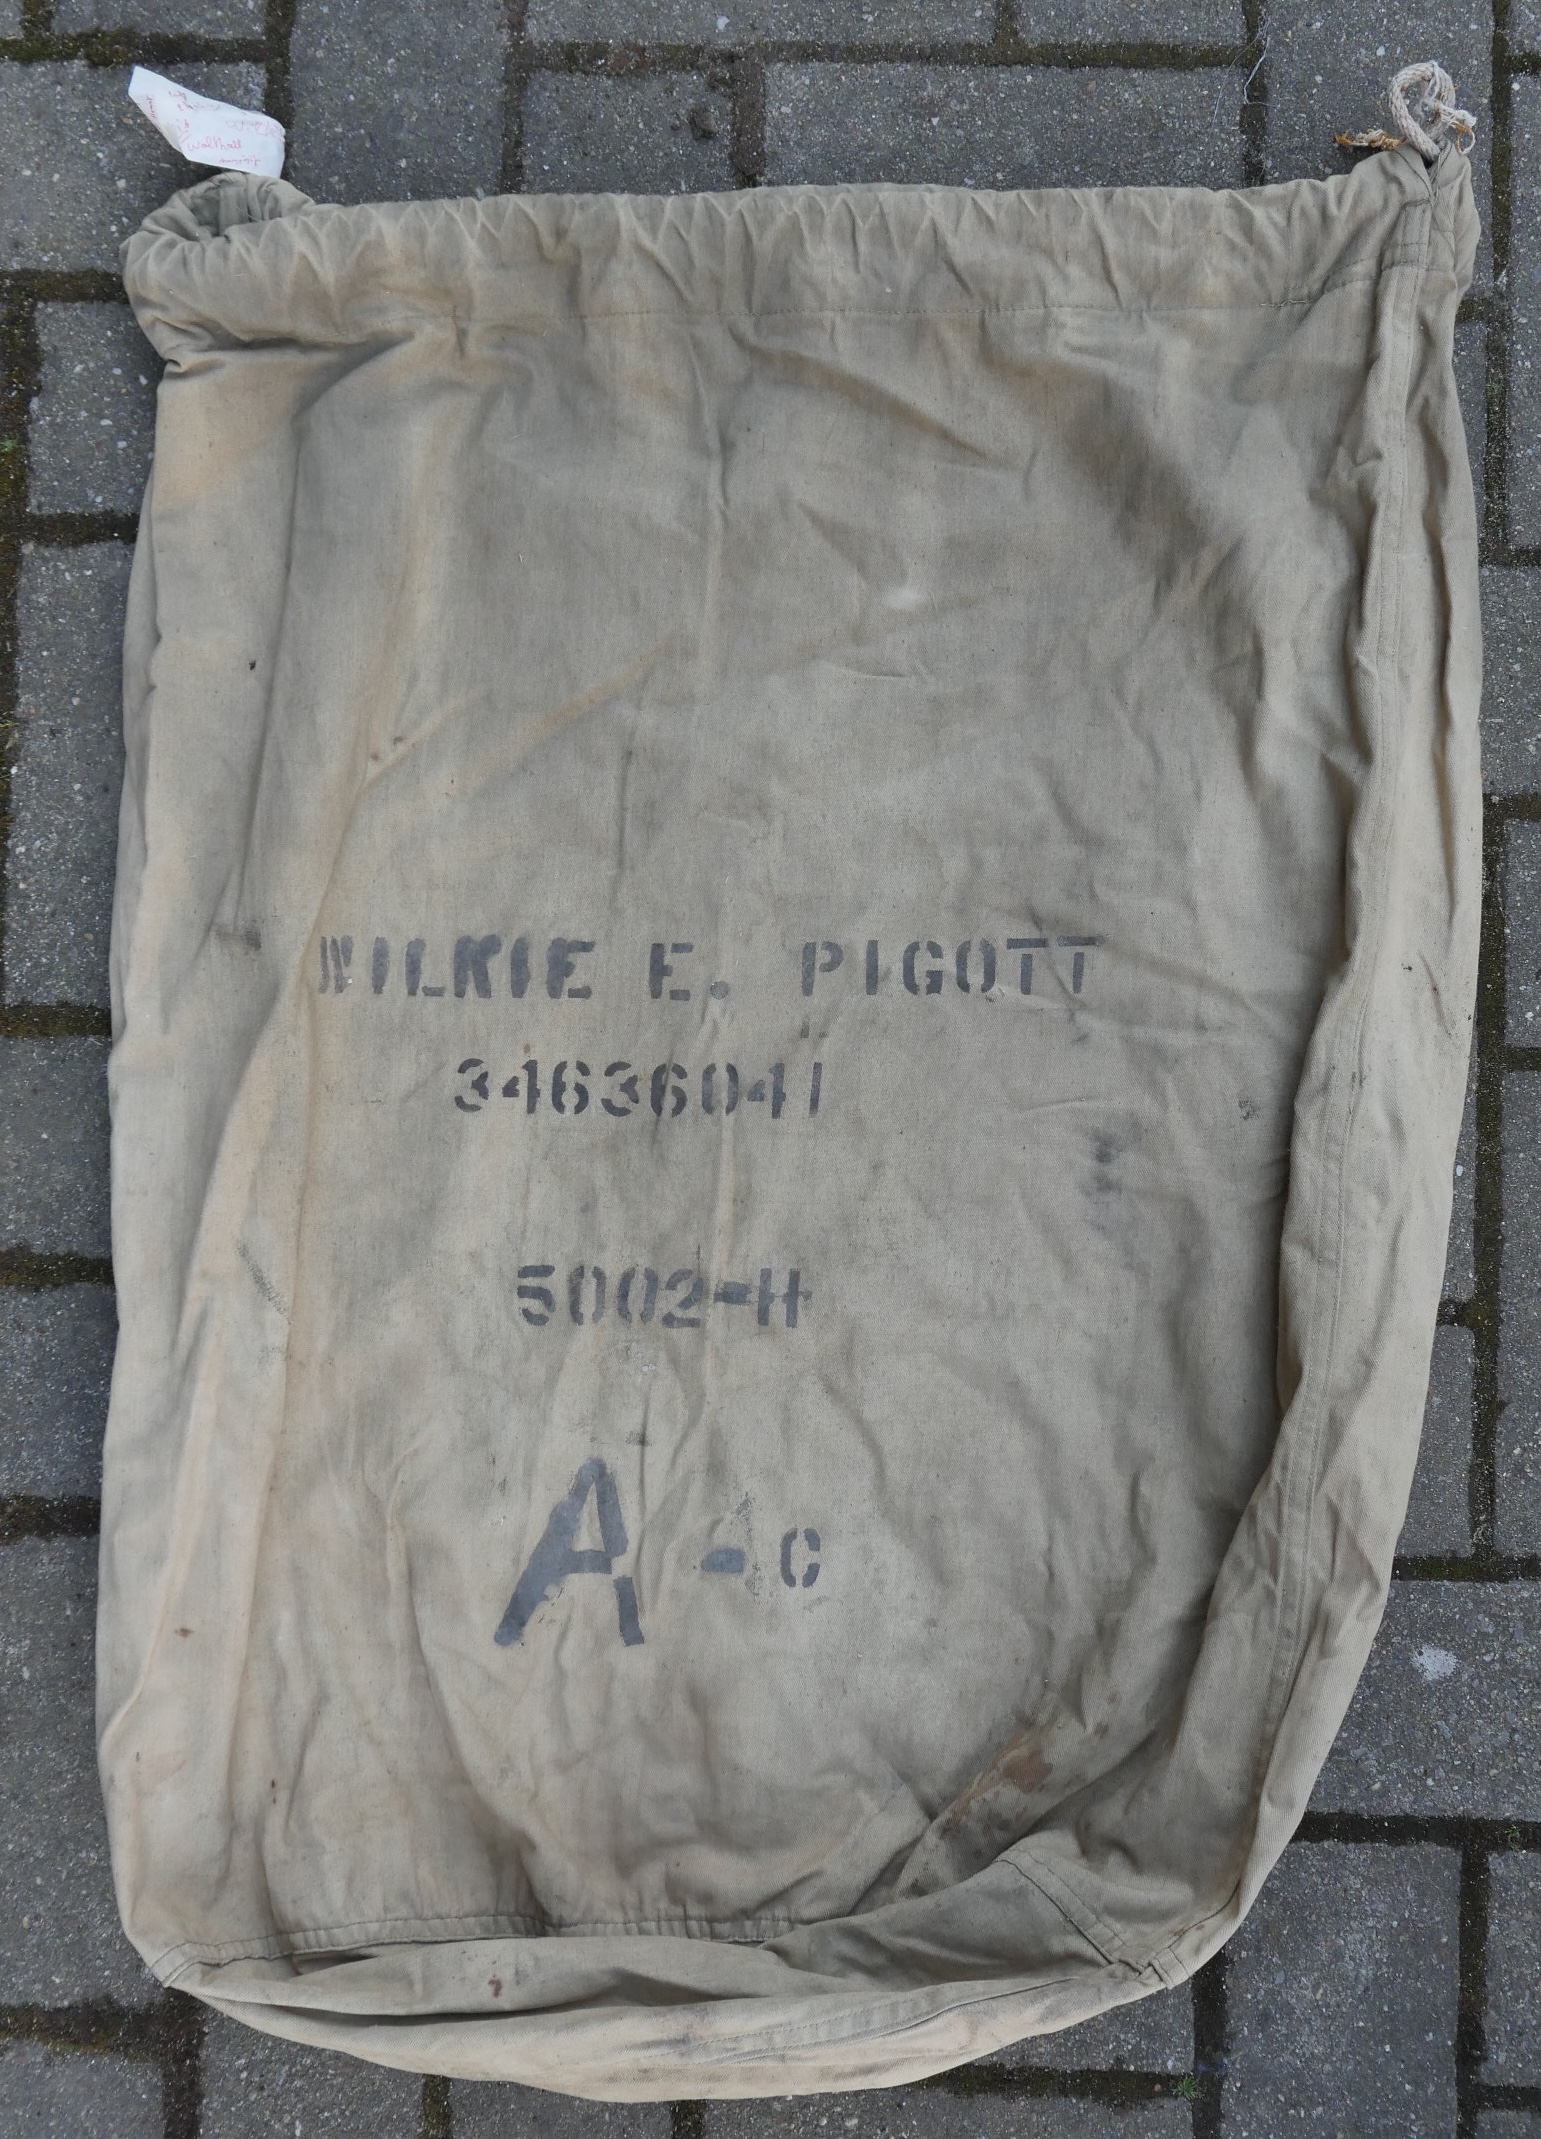 WILKIE E. PIGOTT
34636041
5002-H
A - C